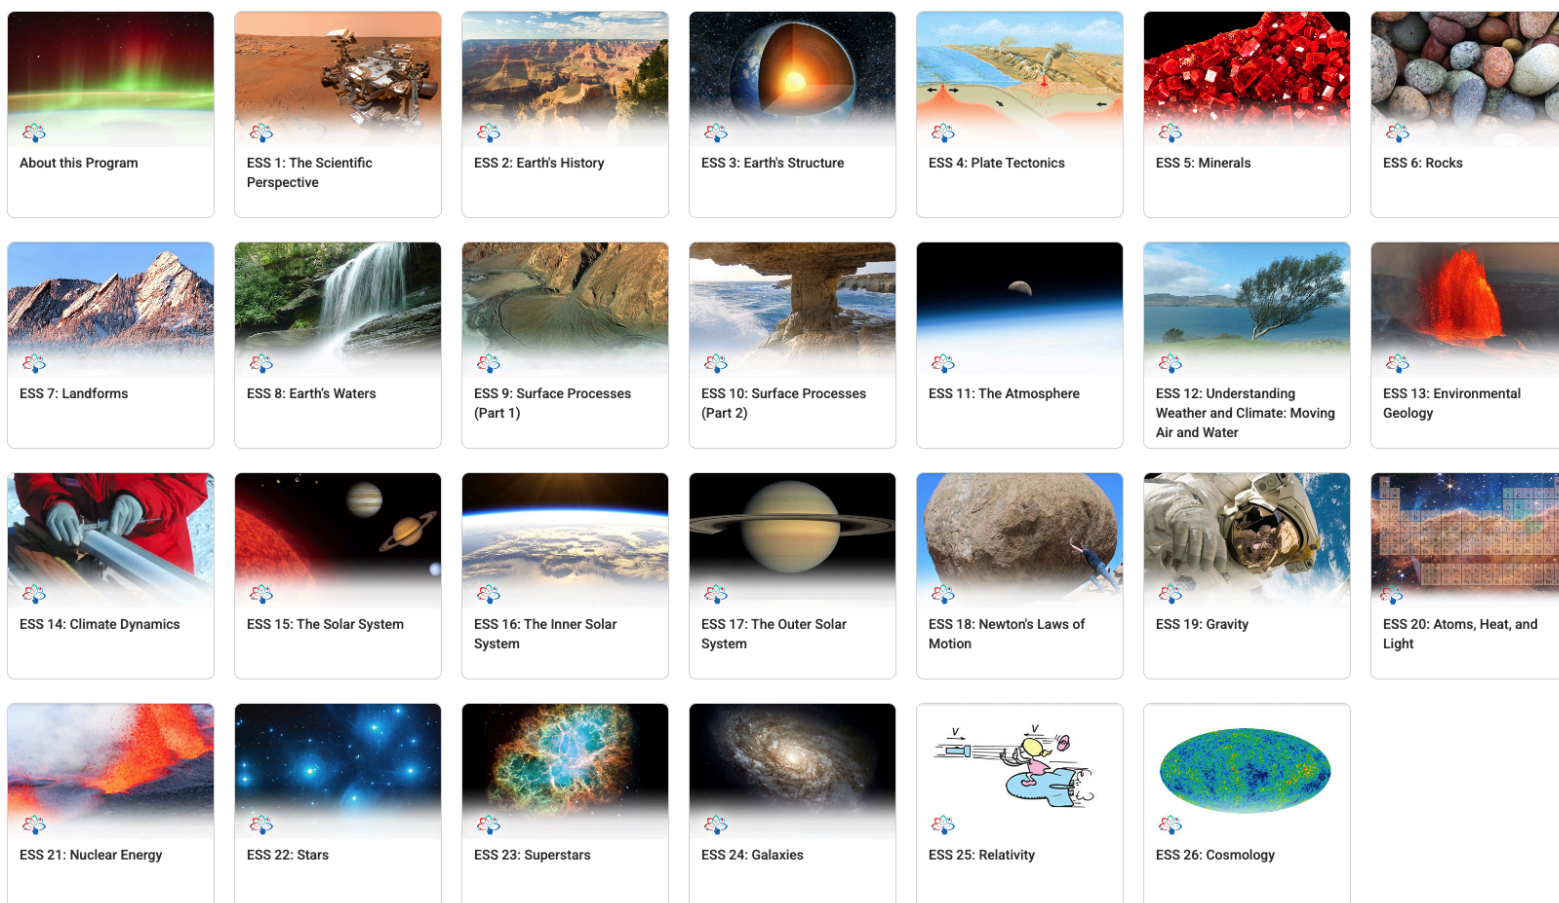 About this Program
ESS 1: The Scientific
Perspective
ESS 2: Earth's History
ESS 3: Earth's Structure
ESS 4: Plate Tectonics
ESS 5: Minerals
ESS 6: Rocks
ESS 7: Landforms
ESS 8: Earth's Waters
ESS 9: Surface Processes
(Part 1)
ESS 10: Surface Processes
(Part 2)
ESS 11: The Atmosphere
ESS 12: Understanding
Weather and Climate: Moving
Air and Water
ESS 13: Environmental
Geology
ESS 14: Climate Dynamics
ESS 15: The Solar System
ESS 16: The Inner Solar
System
ESS 17: The Outer Solar
System
ESS 18: Newton's Laws of
Motion
ESS 19: Gravity
ESS 20: Atoms, Heat, and
Light
V
V
ESS 21: Nuclear Energy
ESS 22: Stars
ESS 23: Superstars
ESS 24: Galaxies
ESS 25: Relativity
ESS 26: Cosmology